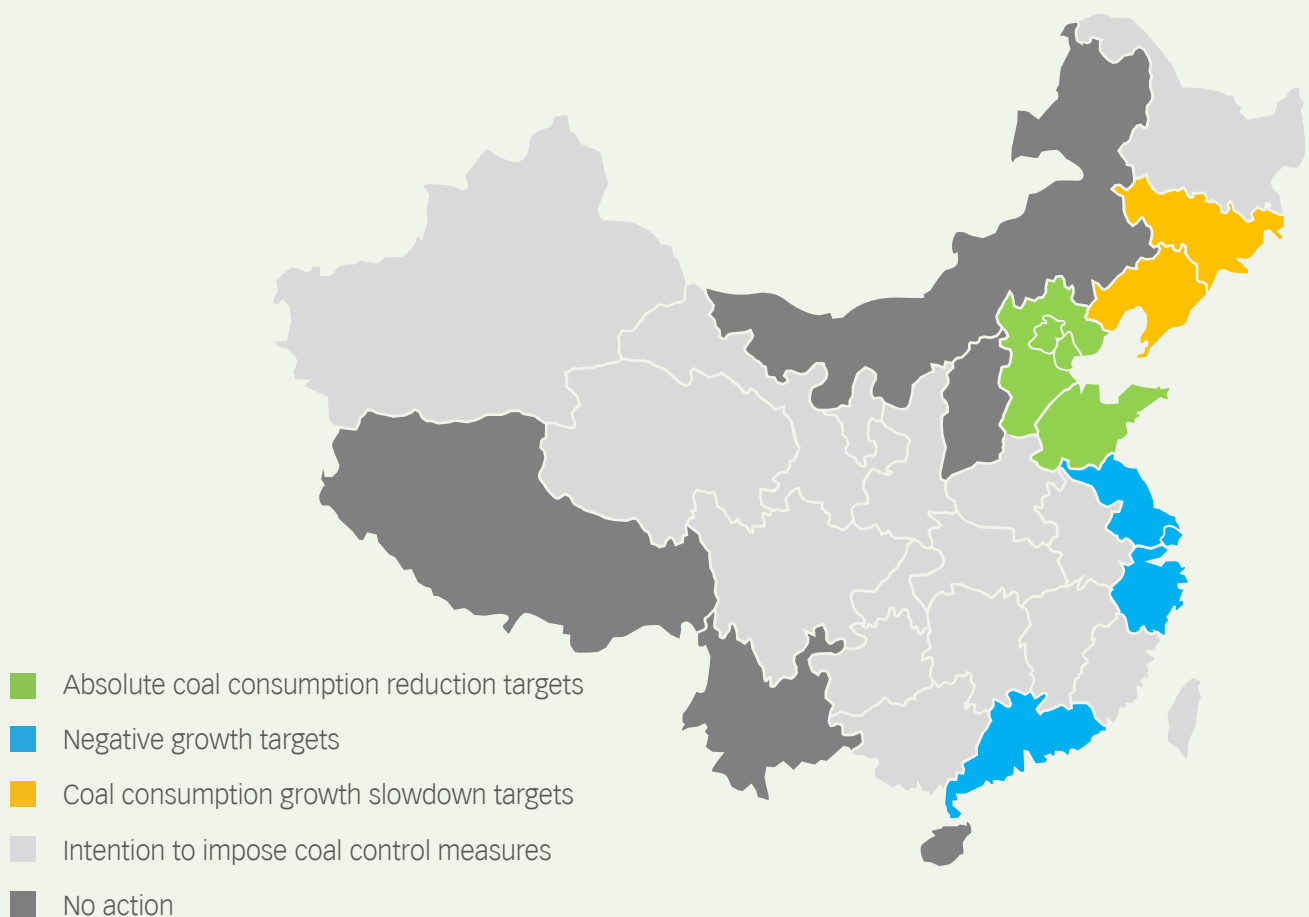 Absolute coal consumption reduction targets
Negative growth targets
Coal consumption growth slowdown targets
Intention to impose coal control measures
No action